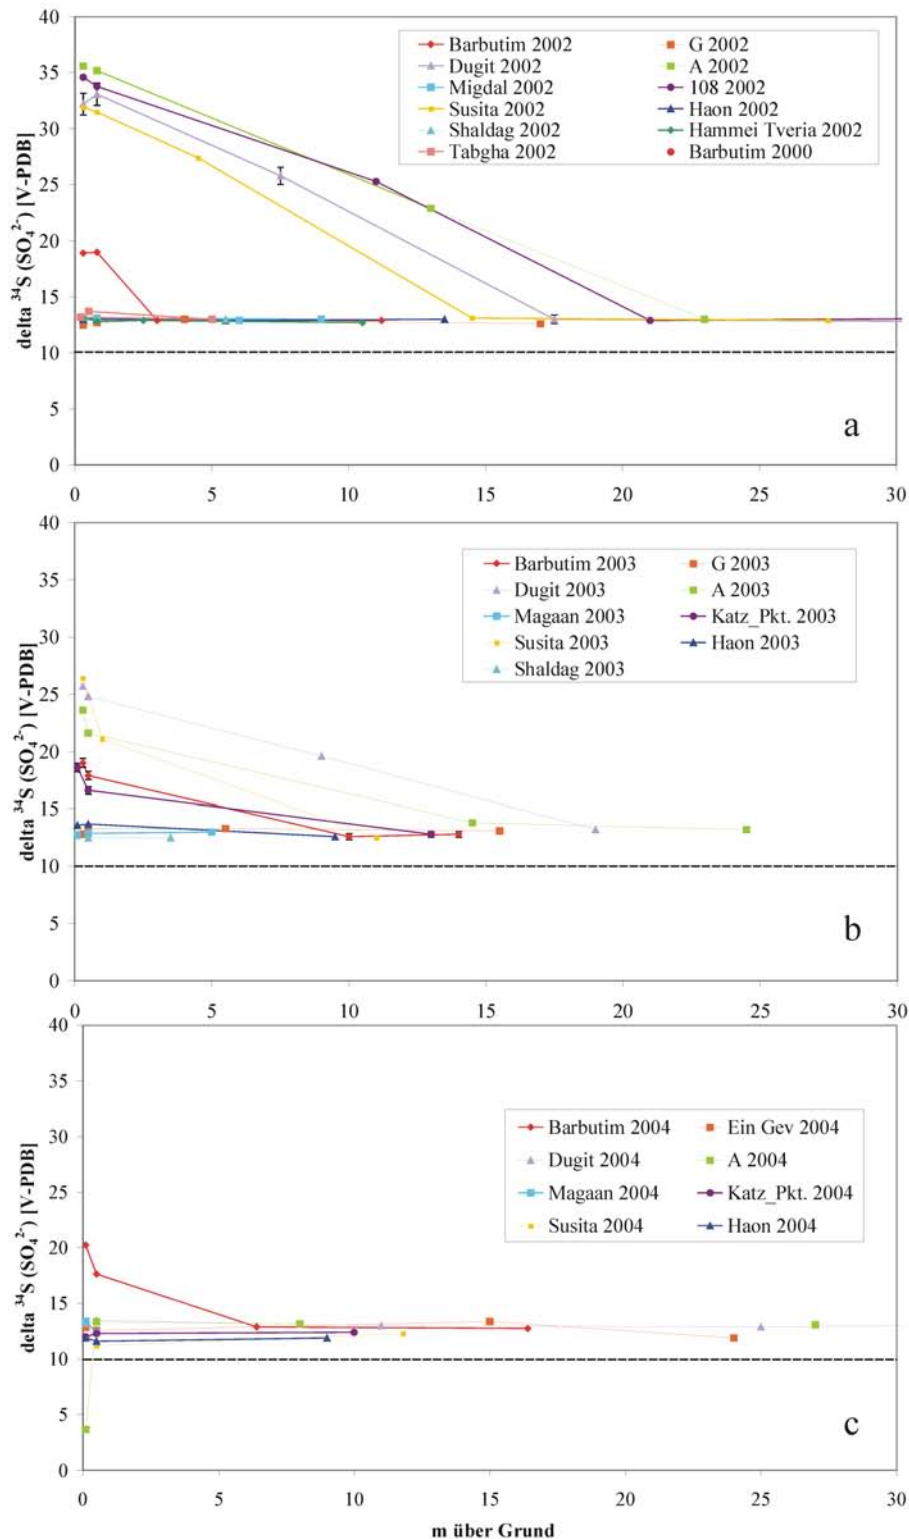 40
35
30
25
20
15
10
5
0
delta ³⁴S (SO₄²⁻) [V-PDB]
Barbutim 2002 G 2002
Dugit 2002 A 2002
Migdal 2002 108 2002
Susita 2002 Haon 2002
Shaldag 2002 Hammei Tveria 2002
Tabgha 2002 Barbutim 2000
a
0 5 10 15 20 25 30
40
35
30
25
20
15
10
5
0
delta ³⁴S (SO₄²⁻) [V-PDB]
Barbutim 2003 G 2003
Dugit 2003 A 2003
Magaan 2003 Katz_Pkt. 2003
Susita 2003 Haon 2003
Shaldag 2003
b
0 5 10 15 20 25 30
40
35
30
25
20
15
10
5
0
delta ³⁴S (SO₄²⁻) [V-PDB]
Barbutim 2004 Ein Gev 2004
Dugit 2004 A 2004
Magaan 2004 Katz_Pkt. 2004
Susita 2004 Haon 2004
c
0 5 10 15 20 25 30
m über Grund